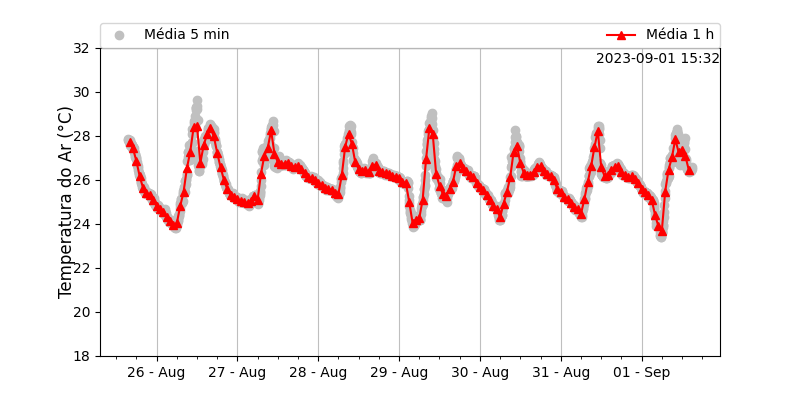 Média 5 min
Média 1 h
2023-09-01 15:32
Temperatura do Ar (°C)
32
30
28
26
24
22
20
18
26 - Aug
27 - Aug
28 - Aug
29 - Aug
30 - Aug
31 - Aug
01 - Sep